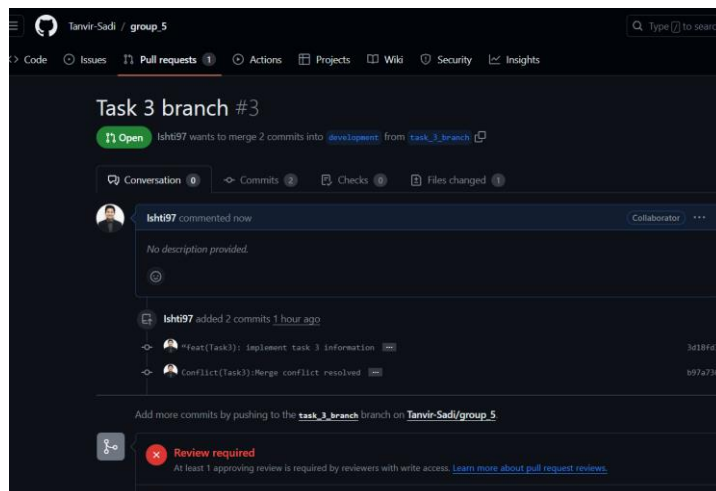 Tanvir-Sadi / group_5
Type / to searc
Code Issues Pull requests 1 Actions Projects Wiki Security Insights
Task 3 branch #3
Open Ishti97 wants to merge 2 commits into development from task_3_branch
Conversation 0 Commits 2 Checks 0 Files changed 1
Ishti97 commented now Collaborator
No description provided.
Ishti97 added 2 commits 1 hour ago
"feat(Task3): implement task 3 information
Conflict(Task3):Merge conflict resolved
Add more commits by pushing to the task_3_branch branch on Tanvir-Sadi/group_5.
Review required
At least 1 approving review is required by reviewers with write access. Learn more about pull request reviews.